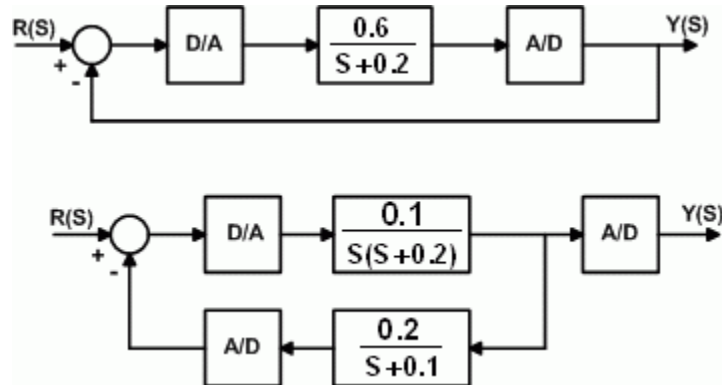 R(S)
+
-
D/A
0.6
S+0.2
A/D
Y(S)
R(S)
+
-
D/A
0.1
S(S+0.2)
A/D
Y(S)
A/D
0.2
S+0.1